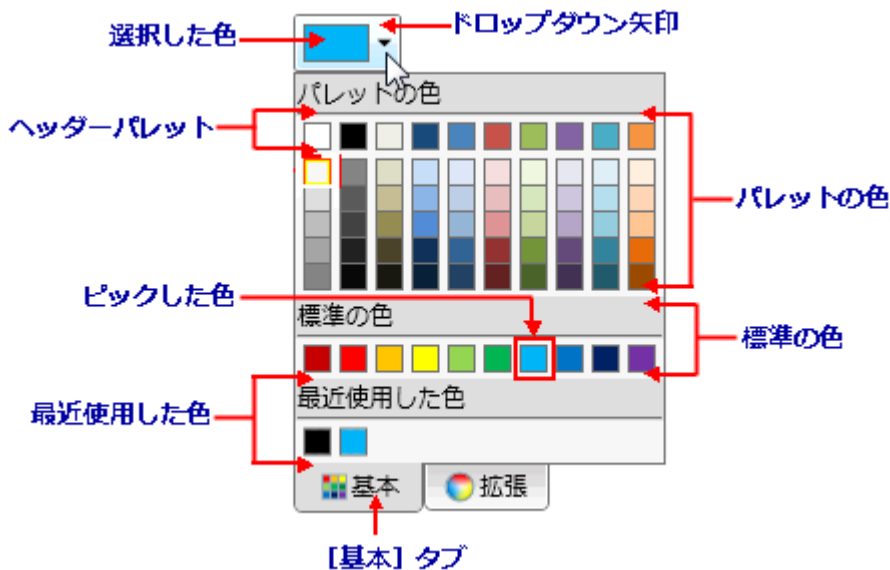 選択した色
ドロップダウン矢印
パレットの色
ヘッダーパレット
パレットの色
ピックした色
標準の色
標準の色
最近使用した色
最近使用した色
基本
拡張
[基本] タブ